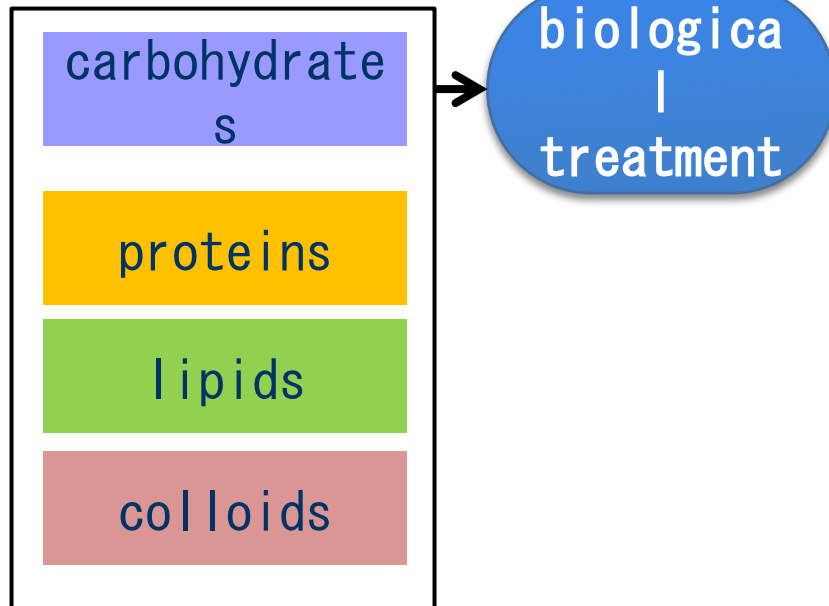 carbohydrate
s
proteins
lipids
colloids
biologica
l
treatment